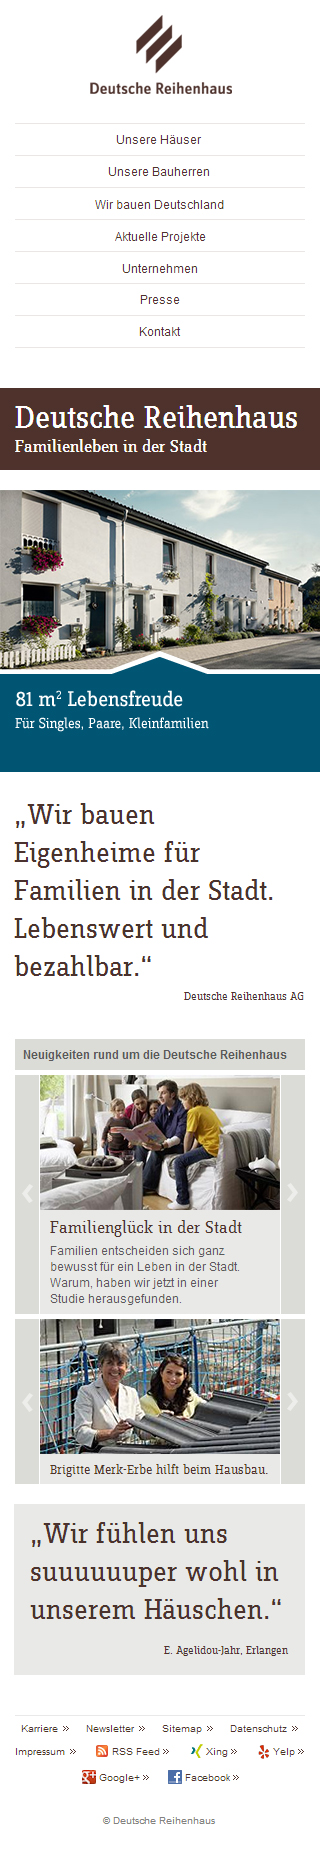 Deutsche Reihenhaus
Unsere Häuser
Unsere Bauherren
Wir bauen Deutschland
Aktuelle Projekte
Unternehmen
Presse
Kontakt
Deutsche Reihenhaus
Familienleben in der Stadt
81 m² Lebensfreude
Für Singles, Paare, Kleinfamilien
„Wir bauen
Eigenheime für
Familien in der Stadt.
Lebenswert und
bezahlbar.“
Deutsche Reihenhaus AG
Neuigkeiten rund um die Deutsche Reihenhaus
Familienglück in der Stadt
Familien entscheiden sich ganz
bewusst für ein Leben in der Stadt.
Warum, haben wir jetzt in einer
Studie herausgefunden.
Brigitte Merk-Erbe hilft beim Hausbau.
„Wir fühlen uns
suuuuuuper wohl in
unserem Häuschen.“
E. Agelidou-Jahr, Erlangen
Karriere » Newsletter » Sitemap » Datenschutz »
Impressum » RSS Feed » Xing » Yelp »
Google+ » Facebook »
© Deutsche Reihenhaus